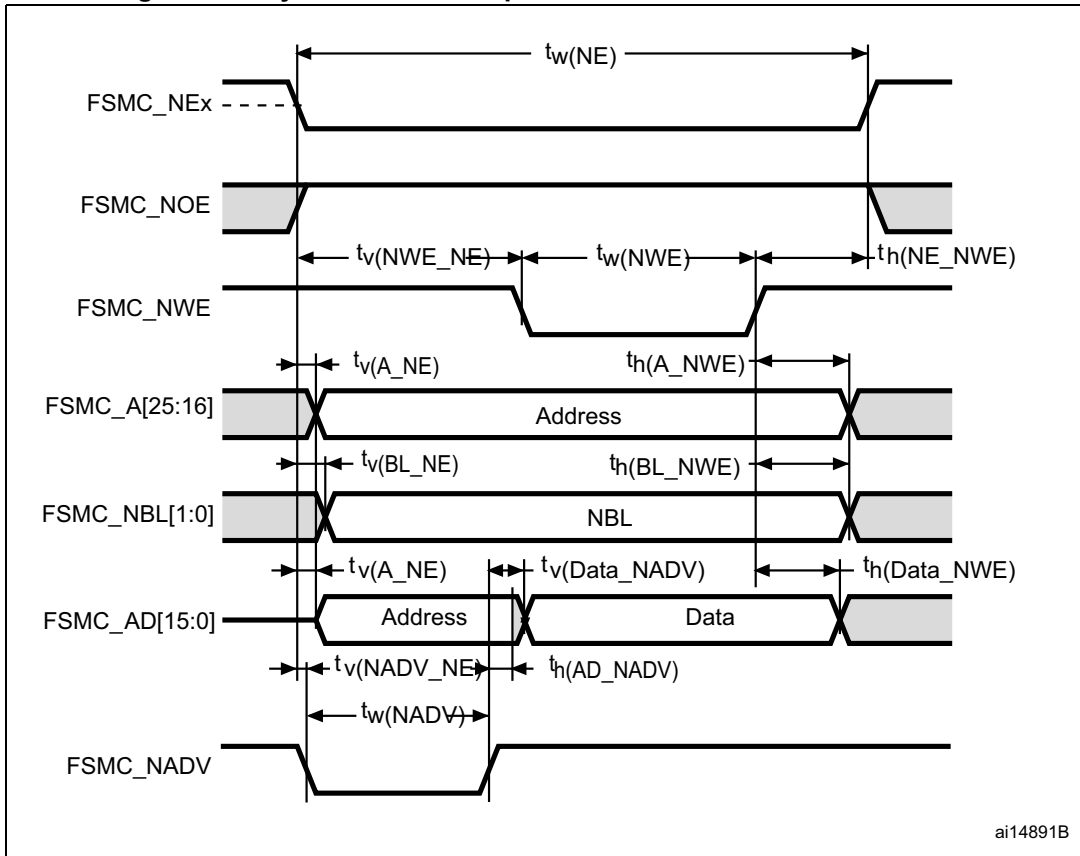 tw(NE)
FSMC_NEx
FSMC_NOE
tv(NWE_NE)
tw(NWE)
th(NE_NWE)
FSMC_NWE
tv(A_NE)
th(A_NWE)
FSMC_A[25:16]
Address
tv(BL_NE)
th(BL_NWE)
FSMC_NBL[1:0]
NBL
tv(A_NE)
tv(Data_NADV)
th(Data_NWE)
FSMC_AD[15:0]
Address
Data
tv(NADV_NE)
th(AD_NADV)
tw(NADV)
FSMC_NADV
ai14891B